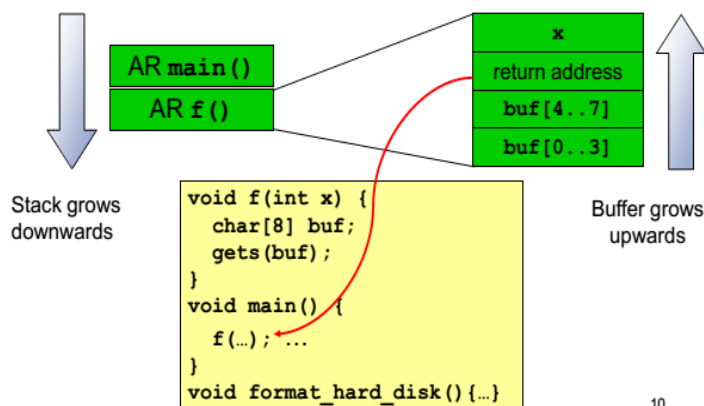 AR main()
AR f()
x
return address
buf[4..7]
buf[0..3]
Stack grows
downwards
Buffer grows
upwards
void f(int x) {
char[8] buf;
gets(buf);
}
void main() {
f(…); ...
}
void format_hard_disk(){…}
10